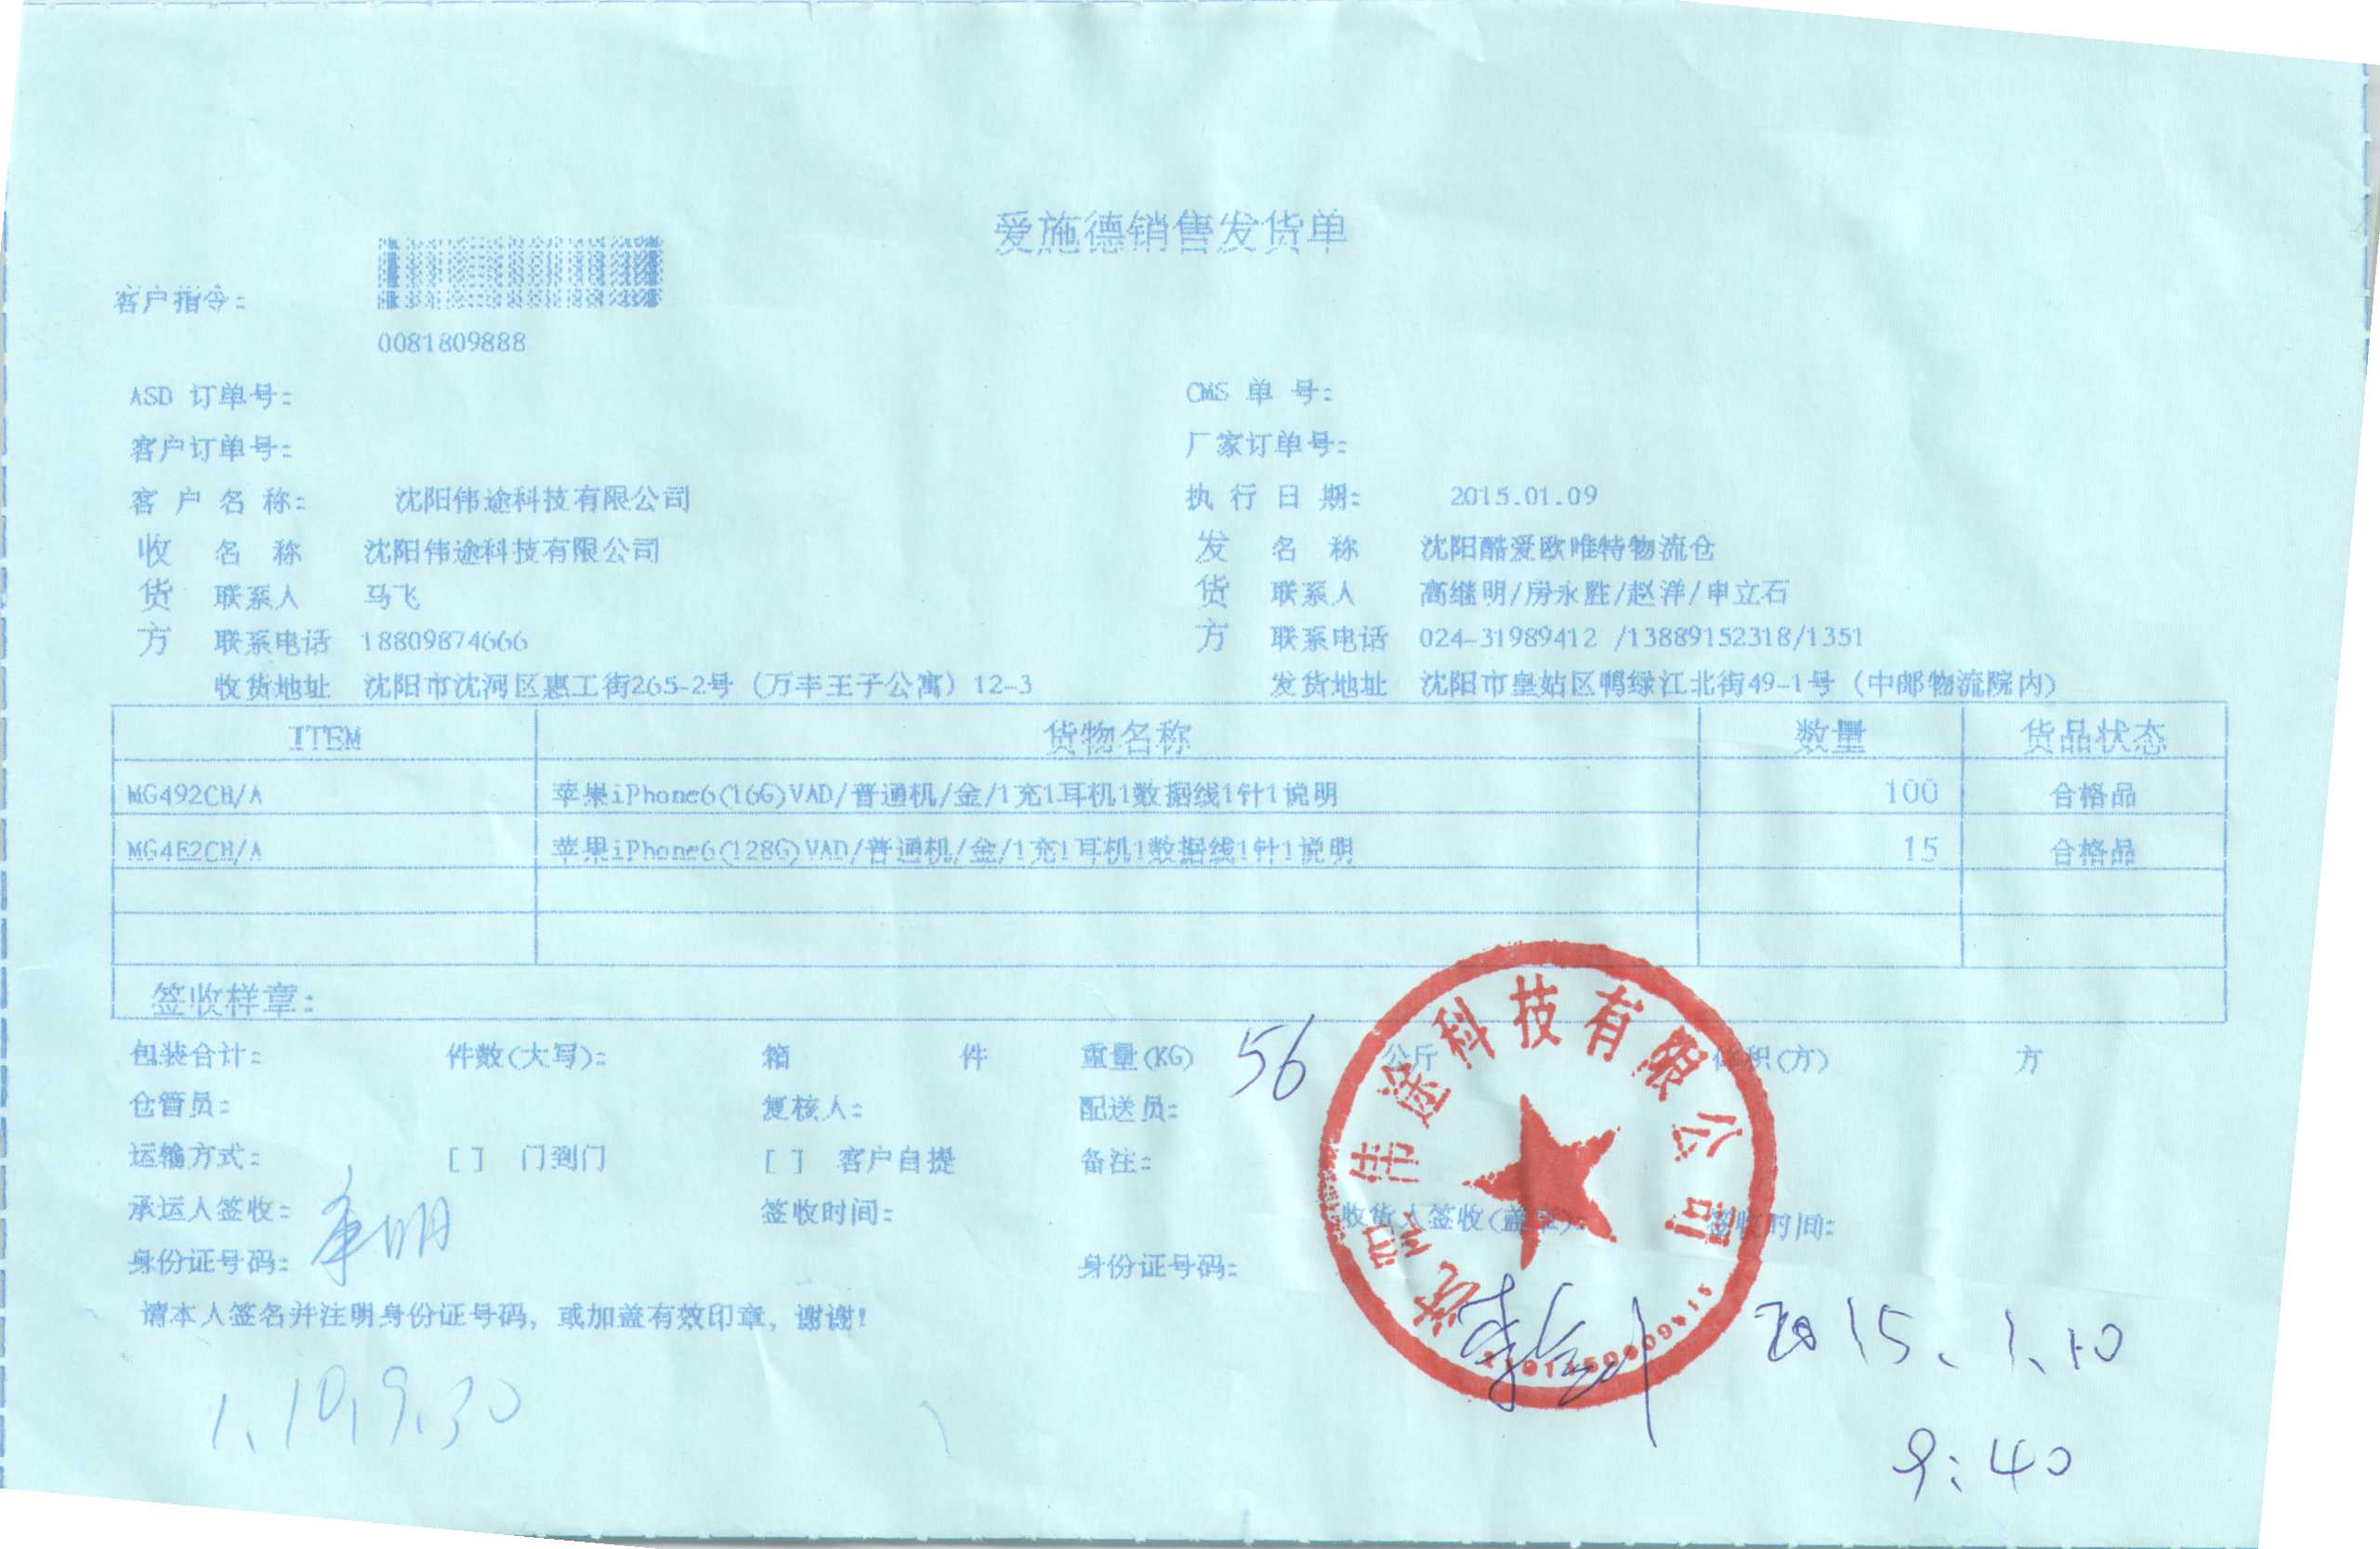 爱施德销售发货单
客户指令:
0081809888
ASD 订单号: CMS 单 号:
客户订单号: 厂家订单号:
客 户 名 称: 沈阳伟途科技有限公司 执 行 日 期: 2015.01.09
收 名 称 沈阳伟途科技有限公司 发 名 称 沈阳酷爱欧唯特物流仓
货 联系人 马飞 货 联系人 高继明/房永胜/赵洋/申立石
方 联系电话 18809874666 方 联系电话 024-31989412 /13889152318/1351
收货地址 沈阳市沈河区惠工街265-2号（万丰王子公寓）12-3 发货地址 沈阳市皇姑区鸭绿江北街49-1号（中邮物流院内）
ITEM 货物名称 数量 货品状态
MG492CH/A 苹果iPhone6(16G)VAD/普通机/金/1充1耳机1数据线1针1说明 100 合格品
MG4E2CH/A 苹果iPhone6(128G)VAD/普通机/金/1充1耳机1数据线1针1说明 15 合格品
签收样章:
包装合计: 件数(大写): 箱 件 重量(KG) 56 公斤 体积(方) 方
仓管员: 复核人: 配送员:
运输方式: [ ] 门到门 [ ] 客户自提 备注:
承运人签收: 签收时间: 收货人签收(盖章): 签收时间:
身份证号码: 身份证号码:
请本人签名并注明身份证号码, 或加盖有效印章, 谢谢!
沈阳伟途科技有限公司
2015.1.10
9:40
1.10.9.30